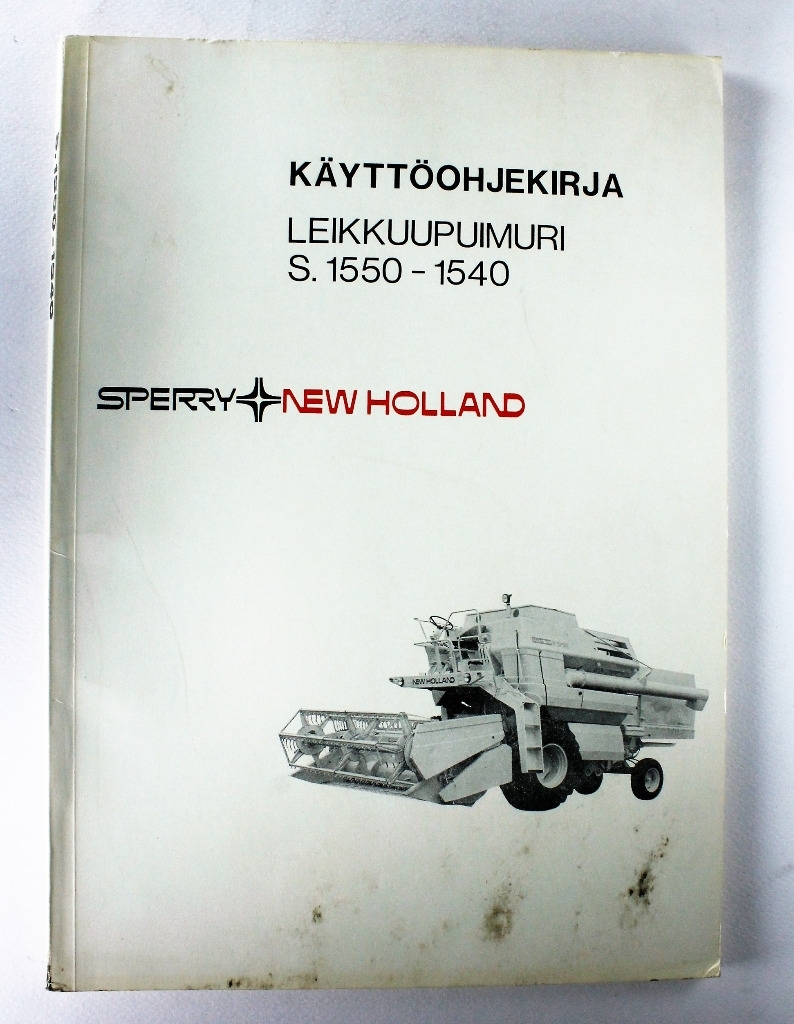 KÄYTTÖOHJEKIRJA
LEIKKUUPUIMURI
S. 1550 - 1540
SPERRY NEW HOLLAND
NEW HOLLAND